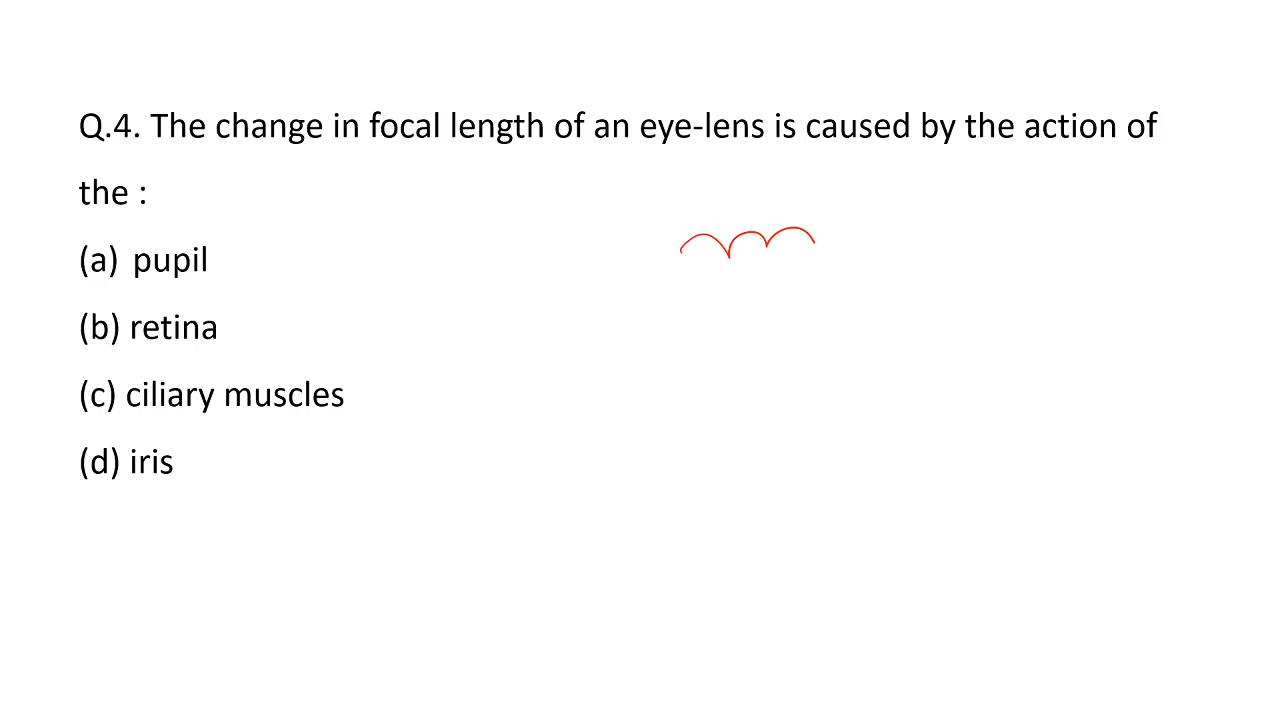 Q.4. The change in focal length of an eye-lens is caused by the action of
the :
(a) pupil
(b) retina
(c) ciliary muscles
(d) iris